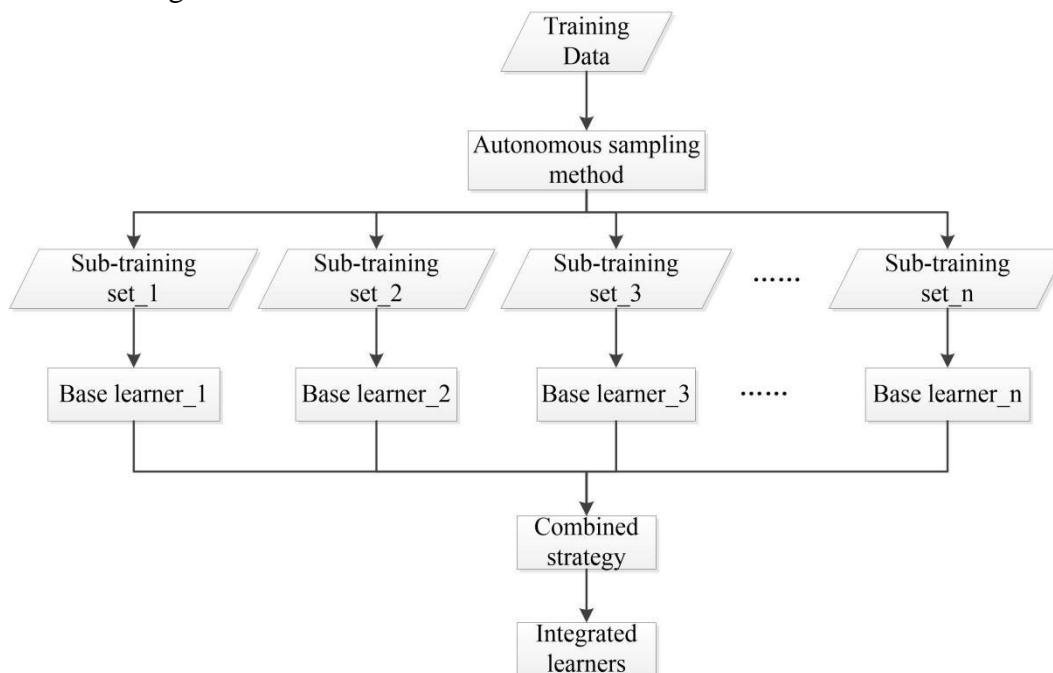 Training
Data
Autonomous sampling
method
Sub-training
set_1
Sub-training
set_2
Sub-training
set_3
......
Sub-training
set_n
Base learner_1
Base learner_2
Base learner_3
......
Base learner_n
Combined
strategy
Integrated
learners